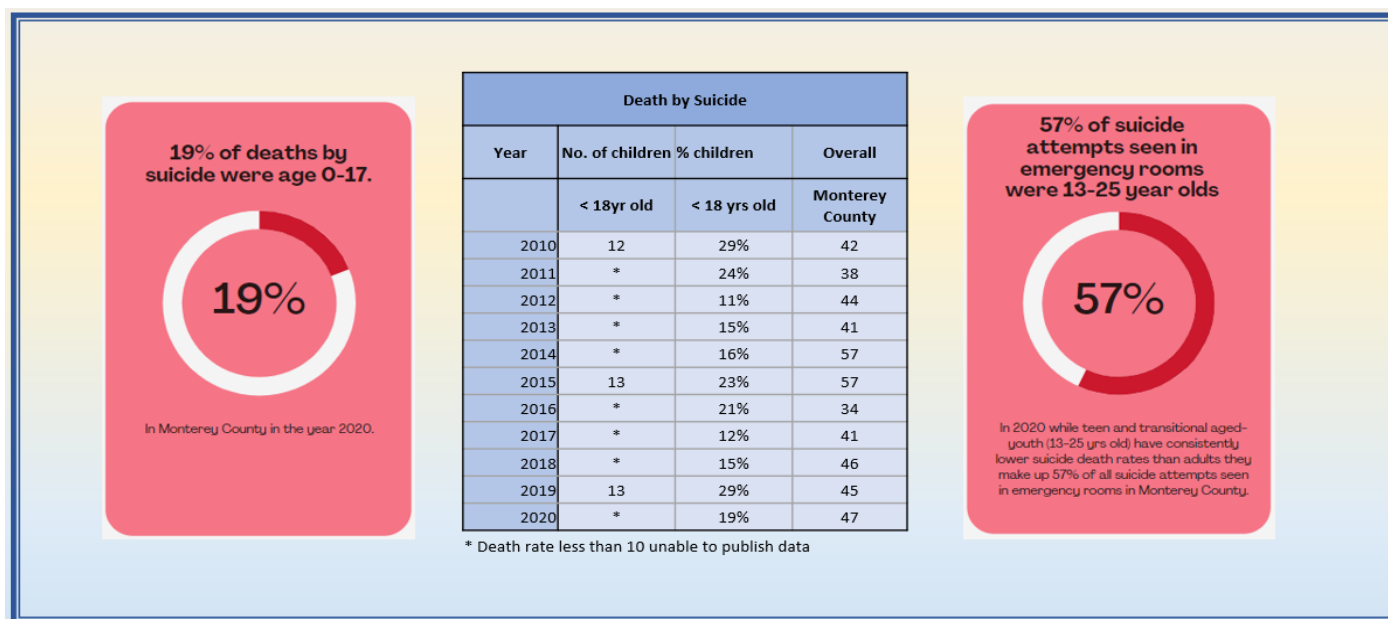 19% of deaths by
suicide were age 0-17.
19%
In Monterey County in the year 2020.
Death by Suicide
Year No. of children % children Overall
< 18yr old < 18 yrs old Monterey
County
2010 12 29% 42
2011 * 24% 38
2012 * 11% 44
2013 * 15% 41
2014 * 16% 57
2015 13 23% 57
2016 * 21% 34
2017 * 12% 41
2018 * 15% 46
2019 13 29% 45
2020 * 19% 47
* Death rate less than 10 unable to publish data
57% of suicide
attempts seen in
emergency rooms
were 13-25 year olds
57%
In 2020 while teen and transitional aged-
youth (13-25 yrs old) have consistently
lower suicide death rates than adults they
make up 57% of all suicide attempts seen
in emergency rooms in Monterey County.